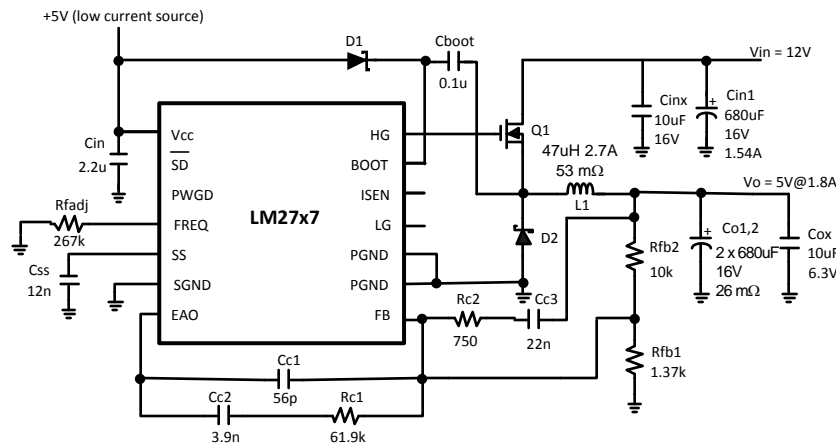 +5V (low current source)
D1
Cboot
0.1u
Vin = 12V
Cinx
10uF
16V
Cin1
+
680uF
16V
1.54A
Cin
2.2u
Vcc
SD
PWGD
FREQ
SS
SGND
EAO
LM27x7
HG
BOOT
ISEN
LG
PGND
PGND
FB
Q1
47uH 2.7A
53 mΩ
L1
Vo = 5V@1.8A
D2
Rfadj
267k
Css
12n
Rfb2
10k
+
Co1,2
2 x 680uF
16V
26 mΩ
Cox
10uF
6.3V
Rc2
750
Cc3
22n
Rfb1
1.37k
Cc1
56p
Cc2
3.9n
Rc1
61.9k